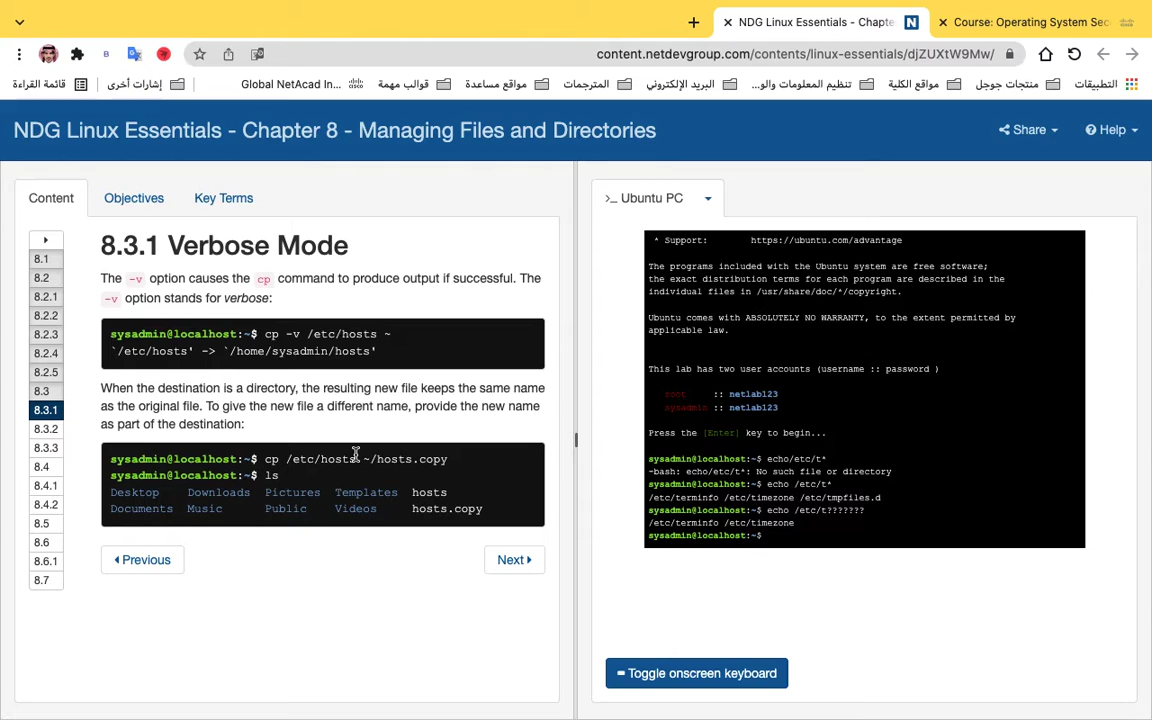 NDG Linux Essentials - Chapte
Course: Operating System Sec
content.netdevgroup.com/contents/linux-essentials/djZUXtW9Mw/
التطبيقات
منتجات جوجل
مواقع الكلية
تنظيم المعلومات والو...
البريد الإلكتروني
المترجمات
مواقع مساعدة
قوالب مهمة
Global NetAcad In...
إشارات أخرى
قائمة القراءة
NDG Linux Essentials - Chapter 8 - Managing Files and Directories
Share
Help
Content
Objectives
Key Terms
8.1
8.2
8.2.1
8.2.2
8.2.3
8.2.4
8.2.5
8.3
8.3.1
8.3.2
8.3.3
8.4
8.4.1
8.4.2
8.5
8.6
8.6.1
8.7
8.3.1 Verbose Mode
The -v option causes the cp command to produce output if successful. The
-v option stands for verbose:
sysadmin@localhost:~$ cp -v /etc/hosts ~
`/etc/hosts' -> `/home/sysadmin/hosts'
When the destination is a directory, the resulting new file keeps the same name
as the original file. To give the new file a different name, provide the new name
as part of the destination:
sysadmin@localhost:~$ cp /etc/hosts ~/hosts.copy
sysadmin@localhost:~$ ls
Desktop Downloads Pictures Templates hosts
Documents Music Public Videos hosts.copy
Previous
Next
>_ Ubuntu PC
* Support: https://ubuntu.com/advantage
The programs included with the Ubuntu system are free software;
the exact distribution terms for each program are described in the
individual files in /usr/share/doc/*/copyright.
Ubuntu comes with ABSOLUTELY NO WARRANTY, to the extent permitted by
applicable law.
This lab has two user accounts (username :: password )
root :: netlab123
sysadmin :: netlab123
Press the [Enter] key to begin...
sysadmin@localhost:~$ echo/etc/t*
-bash: echo/etc/t*: No such file or directory
sysadmin@localhost:~$ echo /etc/t*
/etc/terminfo /etc/timezone /etc/tmpfiles.d
sysadmin@localhost:~$ echo /etc/t???????
/etc/terminfo /etc/timezone
sysadmin@localhost:~$
Toggle onscreen keyboard